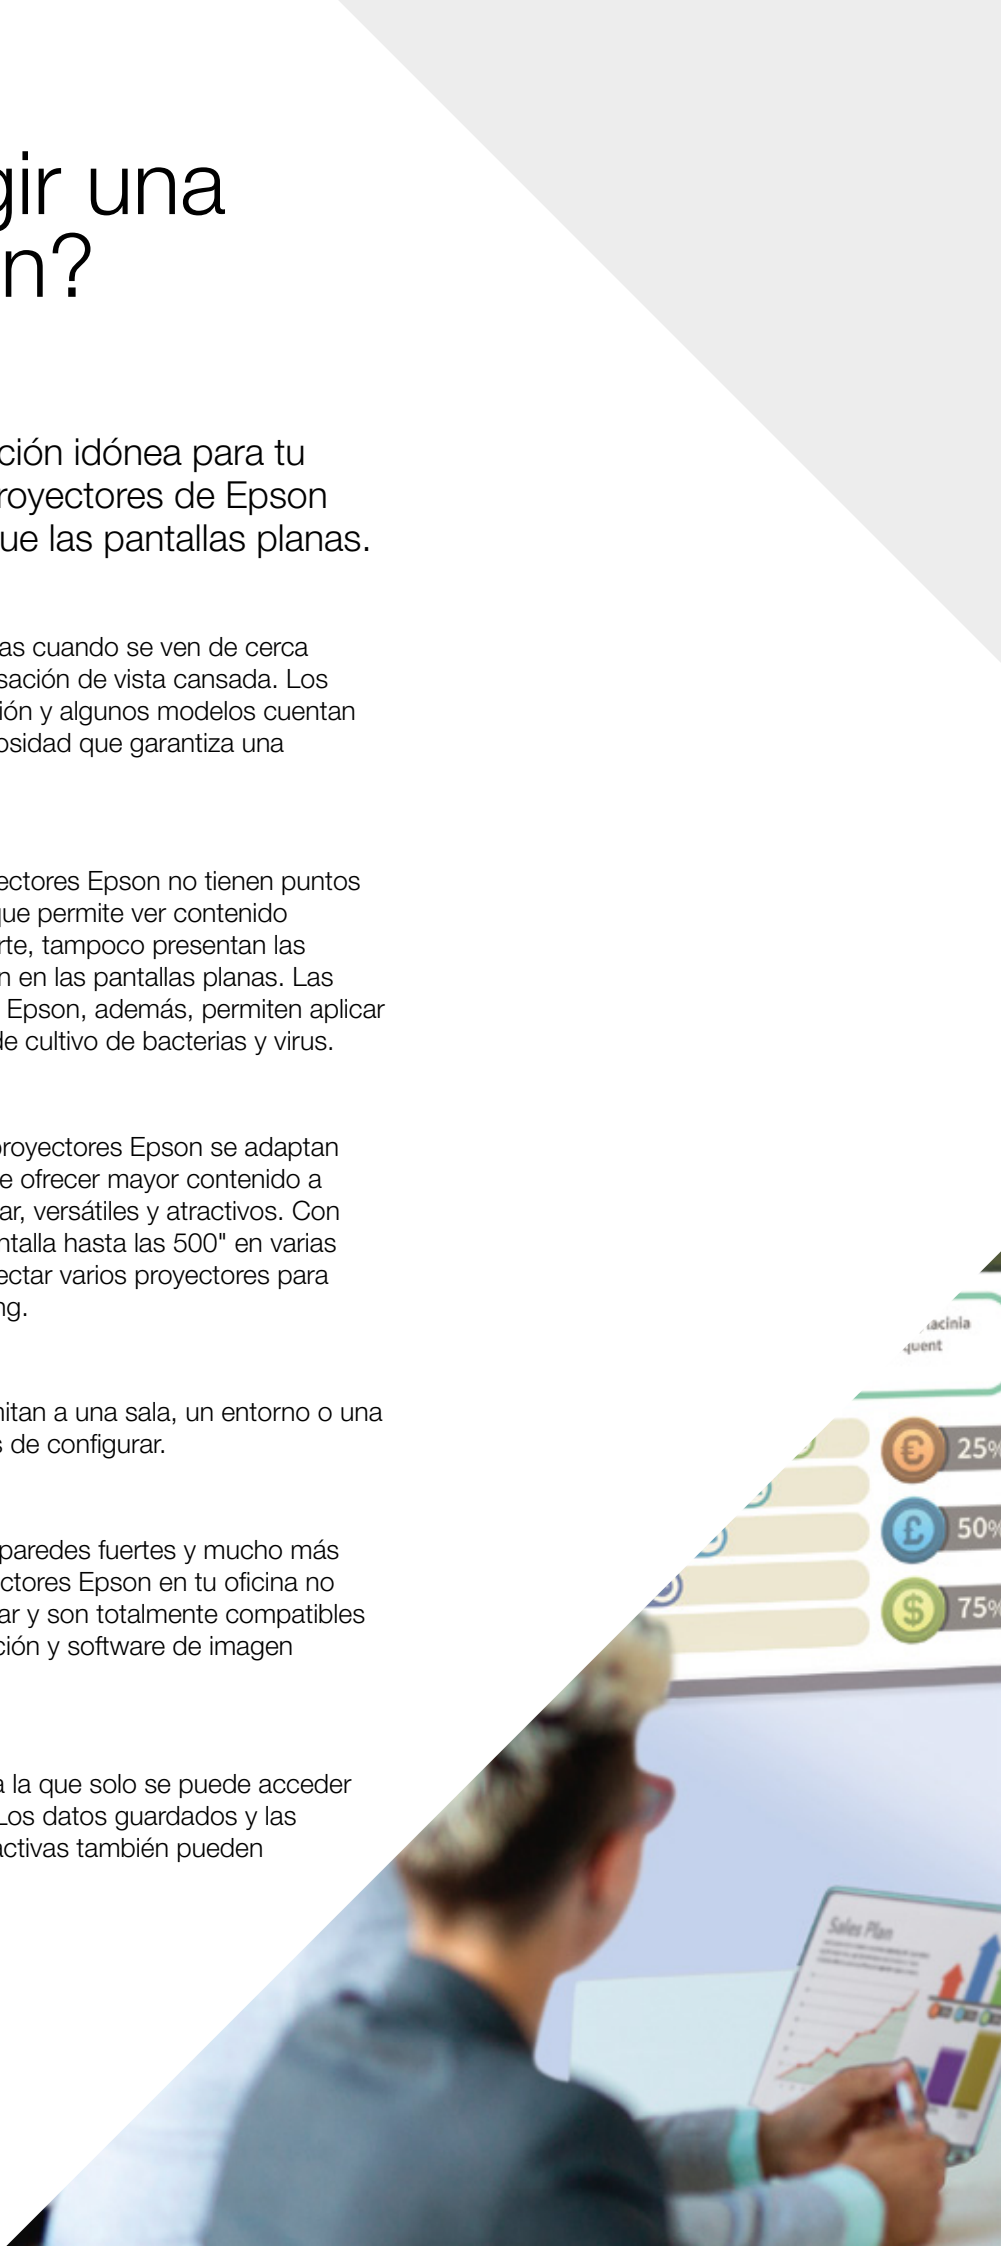 gir una
n?
ción idónea para tu
royectores de Epson
ue las pantallas planas.
as cuando se ven de cerca
sación de vista cansada. Los
ión y algunos modelos cuentan
osidad que garantiza una
ectores Epson no tienen puntos
que permite ver contenido
rte, tampoco presentan las
n en las pantallas planas. Las
Epson, además, permiten aplicar
de cultivo de bacterias y virus.
proyectores Epson se adaptan
e ofrecer mayor contenido a
ar, versátiles y atractivos. Con
ntalla hasta las 500" en varias
ectar varios proyectores para
ng.
nitan a una sala, un entorno o una
s de configurar.
paredes fuertes y mucho más
ctores Epson en tu oficina no
ar y son totalmente compatibles
ción y software de imagen
a la que solo se puede acceder
Los datos guardados y las
activas también pueden
lacinia
quent
€ 25%
£ 50%
$ 75%
Sales Plan